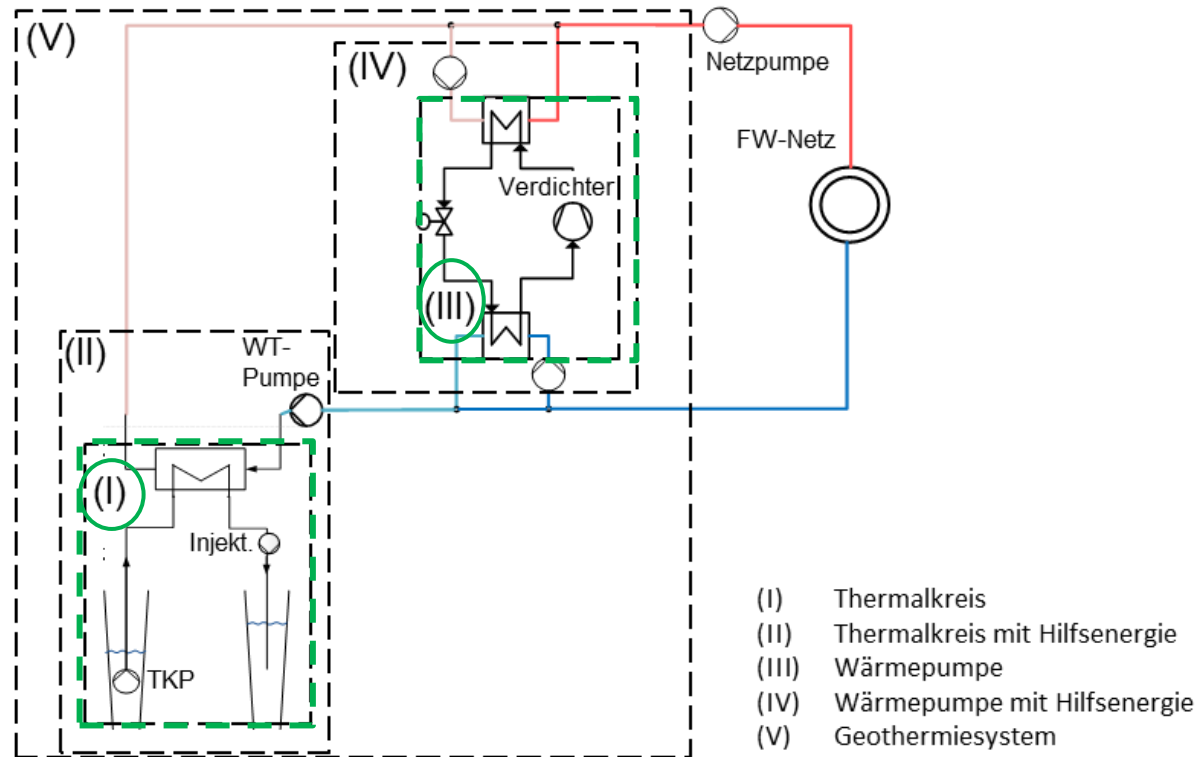 (V)
(IV)
Netzpumpe
FW-Netz
Verdichter
(III)
(II)
WT-
Pumpe
(I)
Injekt.
TKP
(I) Thermalkreis
(II) Thermalkreis mit Hilfsenergie
(III) Wärmepumpe
(IV) Wärmepumpe mit Hilfsenergie
(V) Geothermiesystem